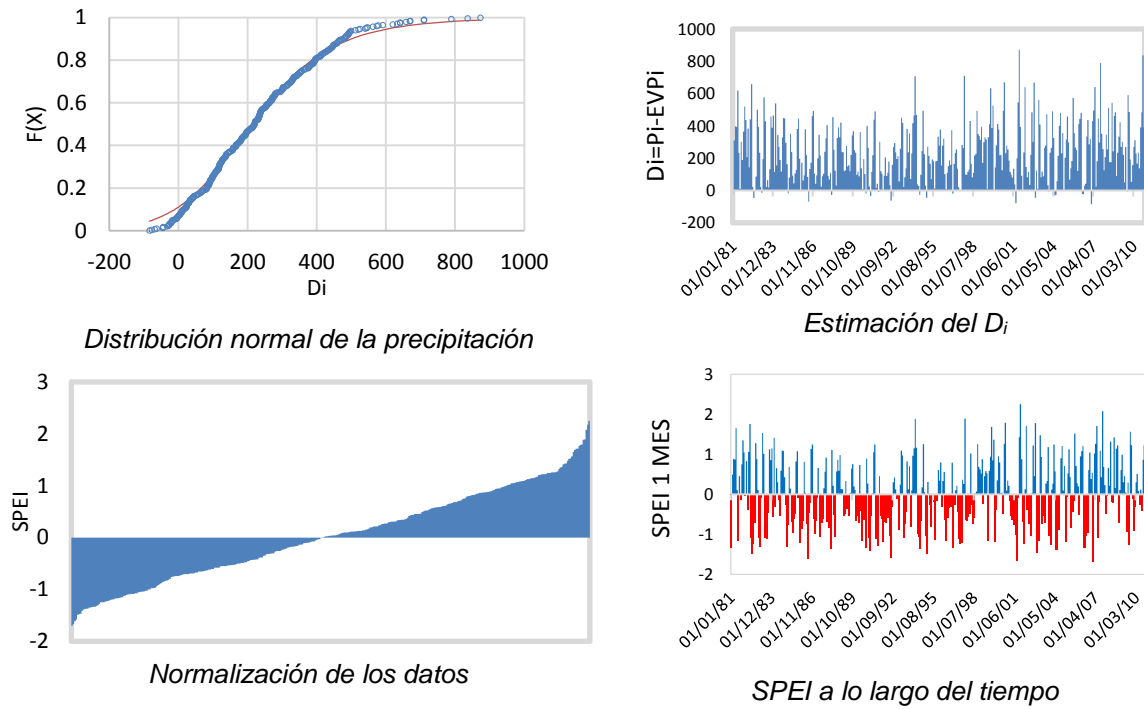 1
0.8
0.6
0.4
0.2
0
F(X)
-200 0 200 400 600 800 1000
Di
Distribución normal de la precipitación
1000
800
600
400
200
0
-200
Di=Pi-EVPi
01/01/81 01/12/83 01/11/86 01/10/89 01/09/92 01/08/95 01/07/98 01/06/01 01/05/04 01/04/07 01/03/10
Estimación del Di
3
2
1
0
-1
-2
SPEI
Normalización de los datos
3
2
1
0
-1
-2
SPEI 1 MES
01/01/81 01/12/83 01/11/86 01/10/89 01/09/92 01/08/95 01/07/98 01/06/01 01/05/04 01/04/07 01/03/10
SPEI a lo largo del tiempo